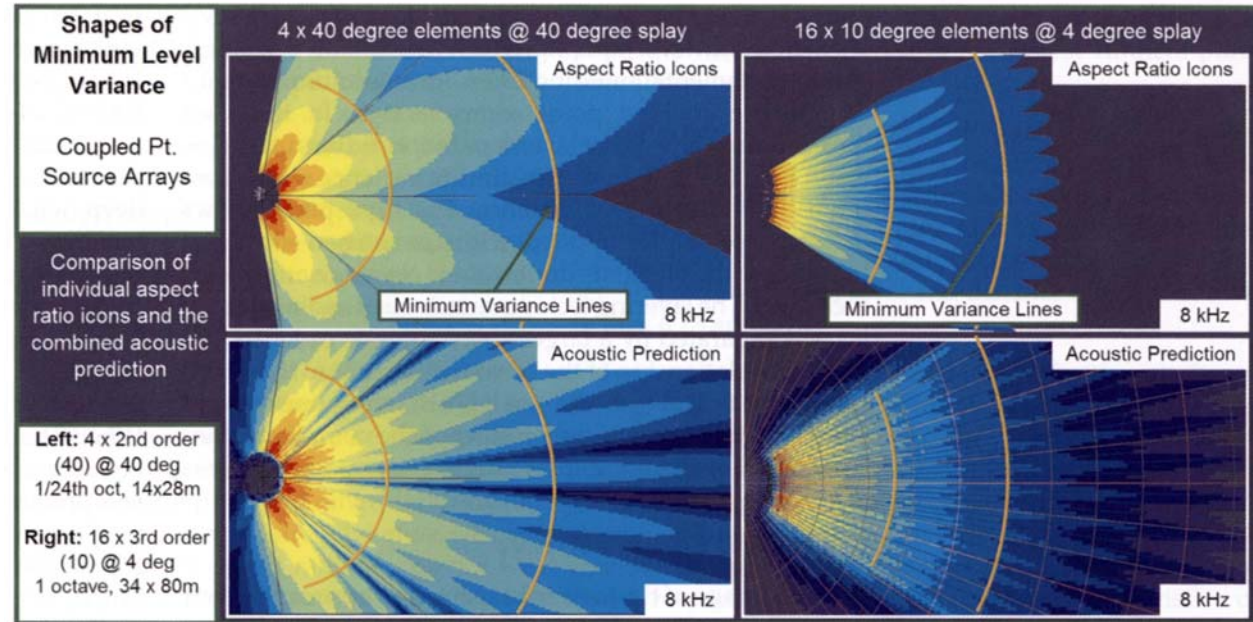 Shapes of
Minimum Level
Variance
Coupled Pt.
Source Arrays
Comparison of
individual aspect
ratio icons and the
combined acoustic
prediction
Left: 4 x 2nd order
(40) @ 40 deg
1/24th oct, 14x28m
Right: 16 x 3rd order
(10) @ 4 deg
1 octave, 34 x 80m
4 x 40 degree elements @ 40 degree splay
Aspect Ratio Icons
Minimum Variance Lines
8 kHz
Acoustic Prediction
8 kHz
16 x 10 degree elements @ 4 degree splay
Aspect Ratio Icons
Minimum Variance Lines
8 kHz
Acoustic Prediction
8 kHz